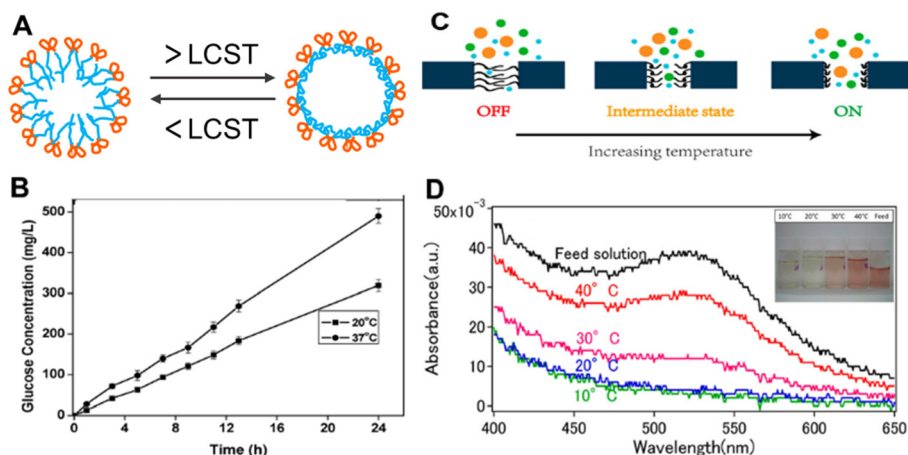 A
>LCST
<LCST
C
OFF
Intermediate state
ON
Increasing temperature
B
Glucose Concentration (mg/L)
500
400
300
200
100
0
0
4
8
12
16
20
24
Time (h)
20°C
37°C
D
Absorbance(a.u.)
50×10⁻³
40
30
20
10
0
400
450
500
550
600
650
Wavelength(nm)
Feed solution
40° C
30° C
20° C
10° C
10°C 20°C 30°C 40°C Feed